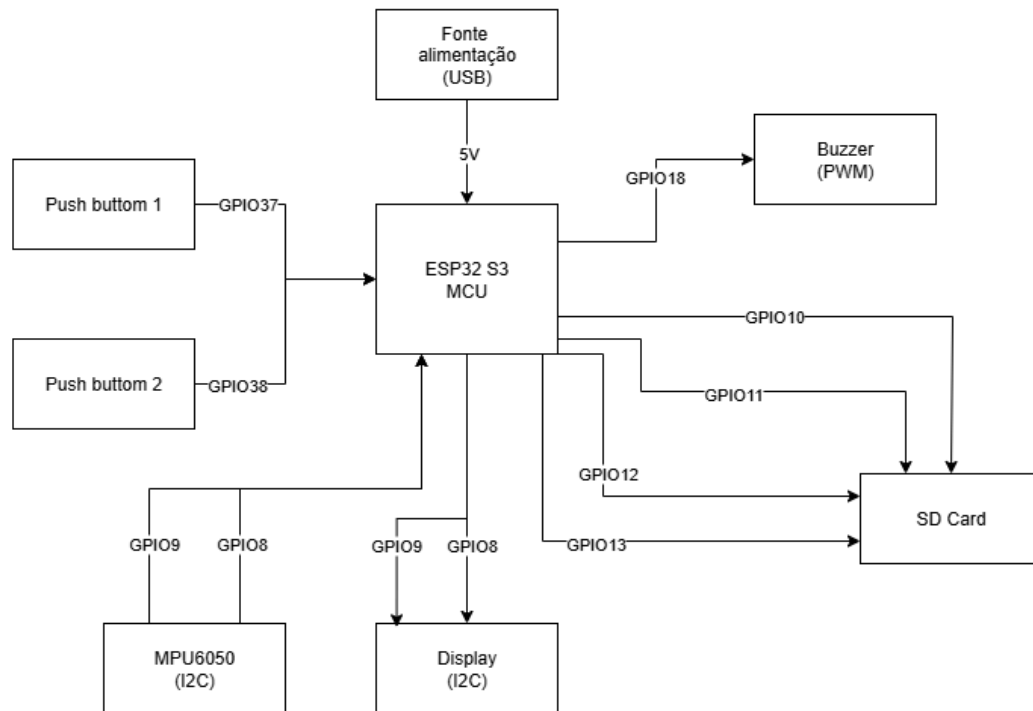 Fonte
alimentação
(USB)
5V
Buzzer
(PWM)
GPIO18
Push buttom 1
GPIO37
ESP32 S3
MCU
GPIO10
Push buttom 2
GPIO38
GPIO11
GPIO12
SD Card
GPIO9
GPIO8
GPIO9
GPIO8
GPIO13
MPU6050
(I2C)
Display
(I2C)